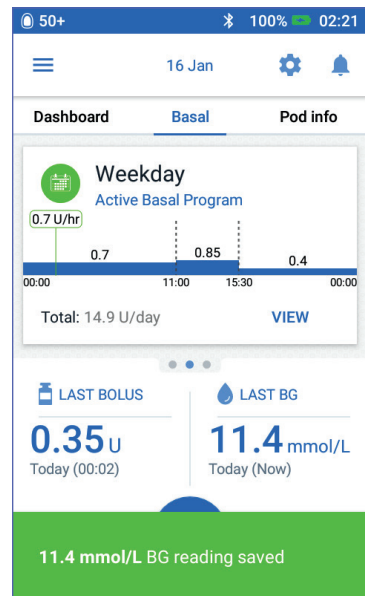 50+ 100% 02:21
16 Jan
Dashboard Basal Pod info
Weekday
Active Basal Program
0.7 U/hr
0.7 0.85 0.4
00:00 11:00 15:30 00:00
Total: 14.9 U/day VIEW
LAST BOLUS LAST BG
0.35 U 11.4 mmol/L
Today (00:02) Today (Now)
11.4 mmol/L BG reading saved